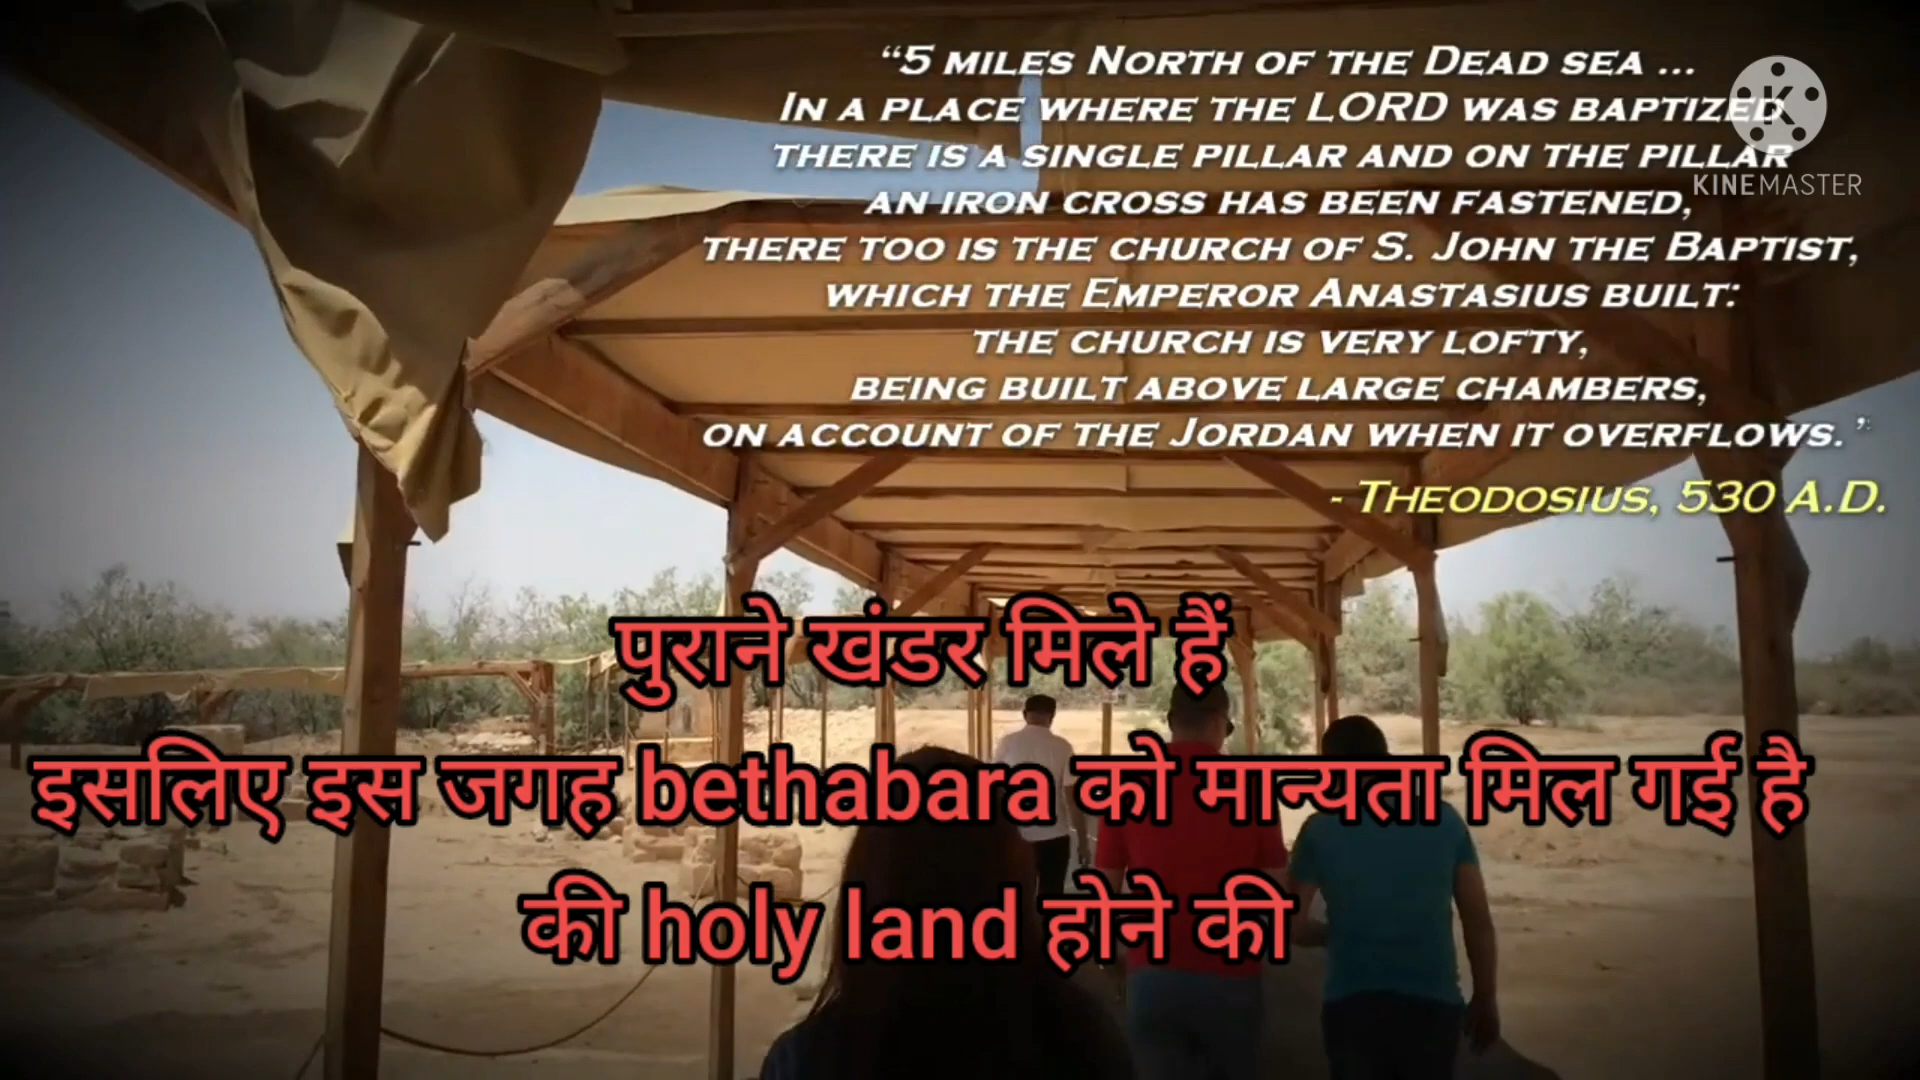 “5 MILES NORTH OF THE DEAD SEA ...
IN A PLACE WHERE THE LORD WAS BAPTIZED
THERE IS A SINGLE PILLAR AND ON THE PILLAR
AN IRON CROSS HAS BEEN FASTENED,
THERE TOO IS THE CHURCH OF S. JOHN THE BAPTIST,
WHICH THE EMPEROR ANASTASIUS BUILT:
THE CHURCH IS VERY LOFTY,
BEING BUILT ABOVE LARGE CHAMBERS,
ON ACCOUNT OF THE JORDAN WHEN IT OVERFLOWS.”
- THEODOSIUS, 530 A.D.
K
KINEMASTER
पुराने खंडर मिले हैं
इसलिए इस जगह bethabara को मान्यता मिल गई है
की holy land होने की